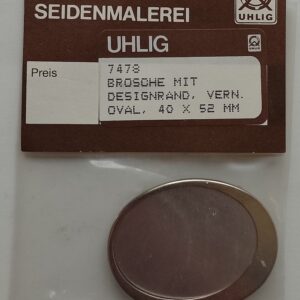 SEIDENMALEREI
UHLIG
UHLIG
Preis
7478
BROSCHE MIT
DESIGNRAND, VERN.
OVAL, 40 X 52 MM